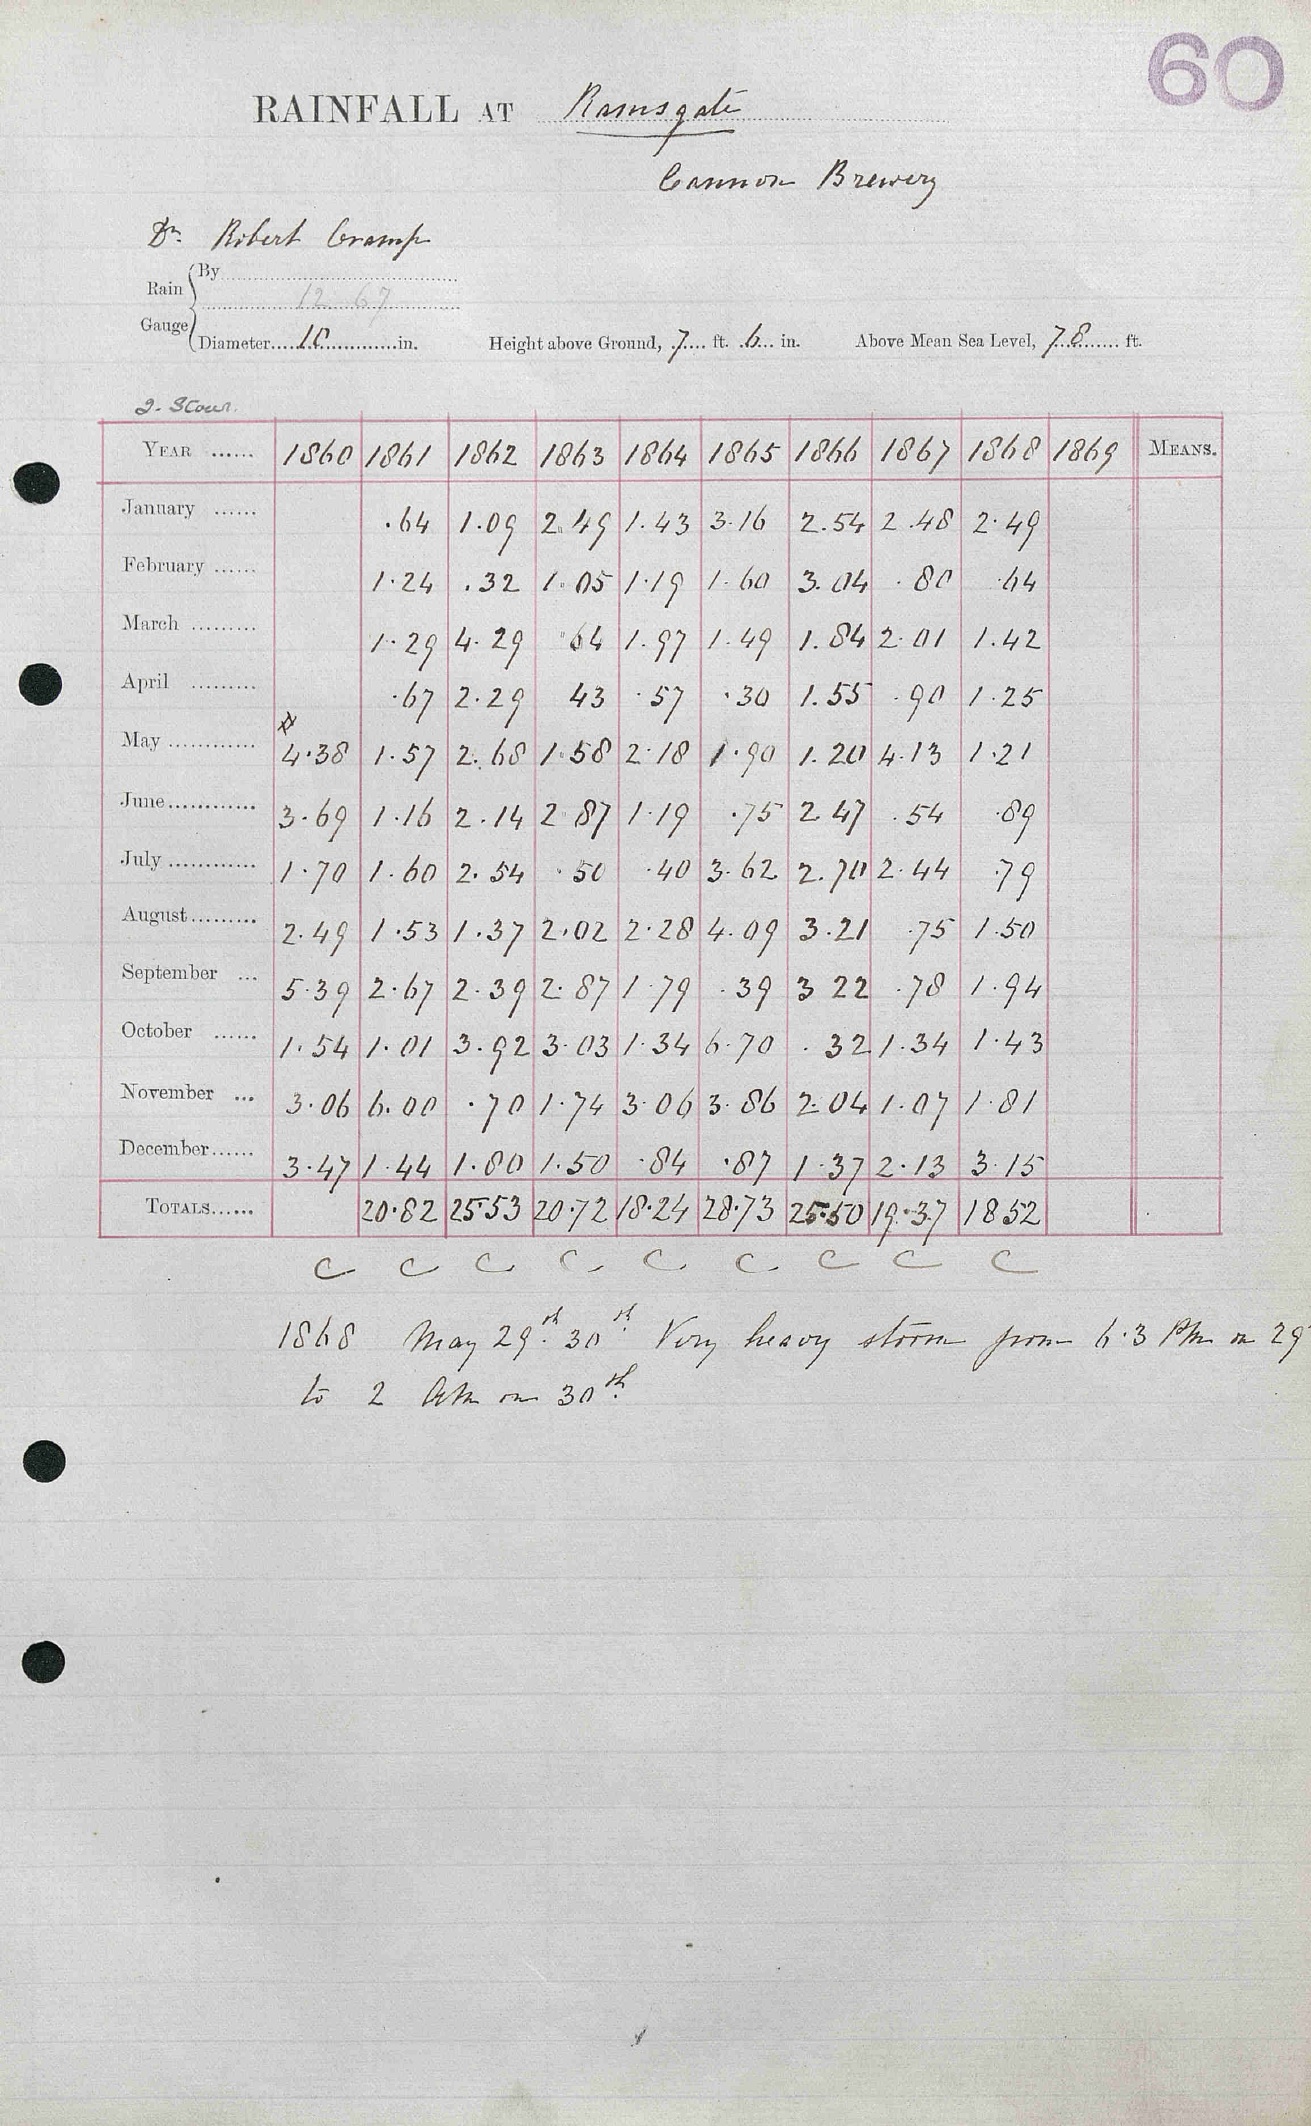 60
RAINFALL AT Ramsgate
Cannon Brewery
Dr. Robert Cramp
Rain Gauge { By
12 67
Diameter 10 in. Height above Ground, 7 ft. 6 in. Above Mean Sea Level, 78 ft.
2. Stour.
YEAR 1860 1861 1862 1863 1864 1865 1866 1867 1868 1869 MEANS.
January .64 1.09 2.49 1.43 3.16 2.54 2.48 2.49
February 1.24 .32 1.05 1.19 1.60 3.04 .80 .64
March 1.29 4.29 .64 1.97 1.49 1.84 2.01 1.42
April .67 2.29 43 .57 .30 1.55 .90 1.25
May 4.38 1.57 2.68 1.58 2.18 1.90 1.20 4.13 1.21
June 3.69 1.16 2.14 2.87 1.19 .75 2.47 .54 .89
July 1.70 1.60 2.54 .50 .40 3.62 2.70 2.44 .79
August 2.49 1.53 1.37 2.02 2.28 4.09 3.21 .75 1.50
September 5.39 2.67 2.39 2.87 1.79 .39 3 22 .78 1.94
October 1.54 1.01 3.92 3.03 1.34 6.70 .32 1.34 1.43
November 3.06 6.00 .70 1.74 3.06 3.86 2.04 1.07 1.81
December 3.47 1.44 1.80 1.50 .84 .87 1.37 2.13 3.15
TOTALS 20.82 25.53 20.72 18.24 28.73 25.50 19.37 18 52
C C C C C C C C C
1868 May 29th. 30th. Very heavy storm from 6.3 PM on 29
to 2 AM on 30th.